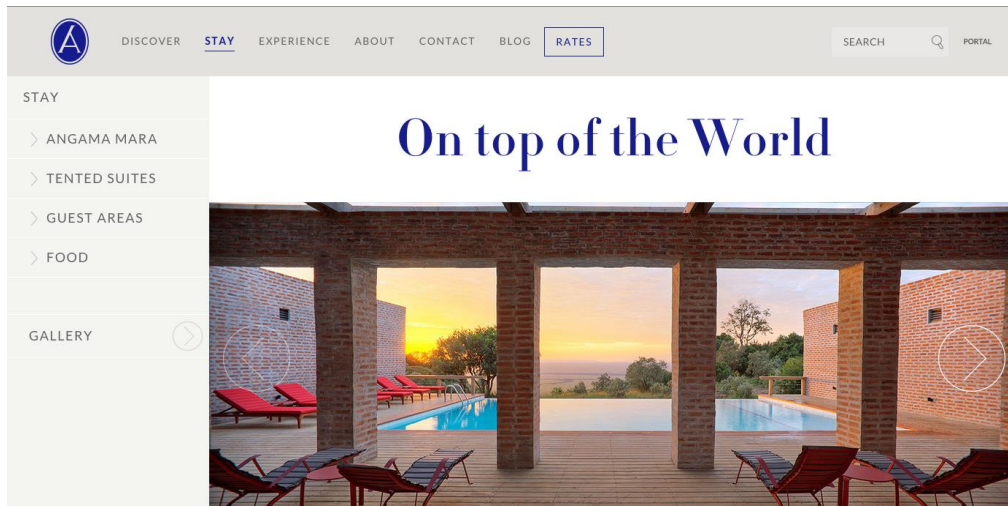 Á
DISCOVER STAY EXPERIENCE ABOUT CONTACT BLOG RATES SEARCH PORTAL
STAY
ANGAMA MARA
TENTED SUITES
GUEST AREAS
FOOD
GALLERY
On top of the World